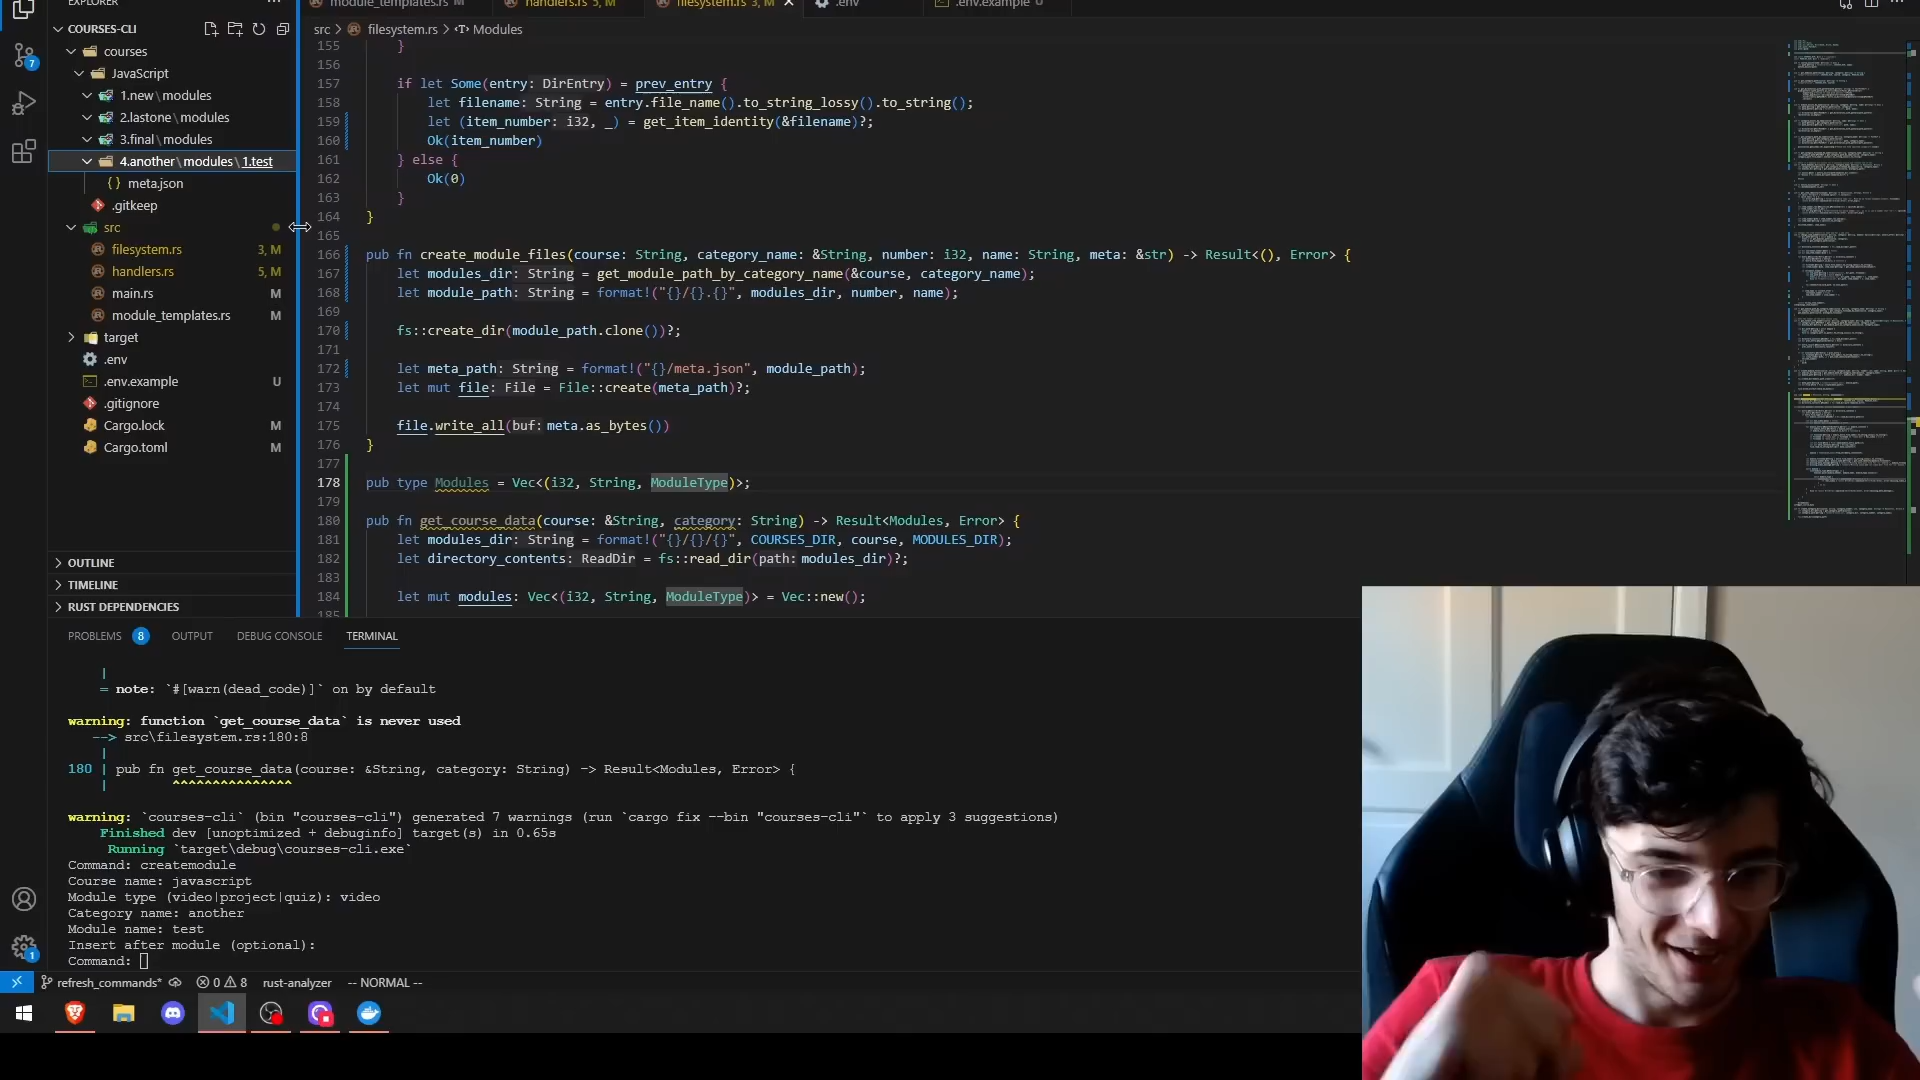 EXPLORER
module_templates.rs M
handlers.rs 5, M
filesystem.rs 3, M
.env
.env.example U
COURSES-CLI
src > filesystem.rs > Modules
courses
JavaScript
1.new\modules
2.lastone\modules
3.final\modules
4.another\modules\1.test
meta.json
.gitkeep
src
filesystem.rs 3, M
handlers.rs 5, M
main.rs M
module_templates.rs M
target
.env
.env.example U
.gitignore
Cargo.lock M
Cargo.toml M
OUTLINE
TIMELINE
RUST DEPENDENCIES
7
155 }
156
157 if let Some(entry: DirEntry) = prev_entry {
158 let filename: String = entry.file_name().to_string_lossy().to_string();
159 let (item_number: i32, _) = get_item_identity(&filename)?;
160 Ok(item_number)
161 } else {
162 Ok(0)
163 }
164 }
165
166 pub fn create_module_files(course: String, category_name: &String, number: i32, name: String, meta: &str) -> Result<(), Error> {
167 let modules_dir: String = get_module_path_by_category_name(&course, category_name);
168 let module_path: String = format!("{}/{}.{}", modules_dir, number, name);
169
170 fs::create_dir(module_path.clone())?;
171
172 let meta_path: String = format!("{}/meta.json", module_path);
173 let mut file: File = File::create(meta_path)?;
174
175 file.write_all(buf: meta.as_bytes())
176 }
177
178 pub type Modules = Vec<(i32, String, ModuleType)>;
179
180 pub fn get_course_data(course: &String, category: String) -> Result<Modules, Error> {
181 let modules_dir: String = format!("{}/{}/{}", COURSES_DIR, course, MODULES_DIR);
182 let directory_contents: ReadDir = fs::read_dir(path: modules_dir)?;
183
184 let mut modules: Vec<(i32, String, ModuleType)> = Vec::new();
185
PROBLEMS 8 OUTPUT DEBUG CONSOLE TERMINAL
|
= note: `#[warn(dead_code)]` on by default
warning: function `get_course_data` is never used
--> src\filesystem.rs:180:8
|
180 | pub fn get_course_data(course: &String, category: String) -> Result<Modules, Error> {
| ^^^^^^^^^^^^^^^
warning: `courses-cli` (bin "courses-cli") generated 7 warnings (run `cargo fix --bin "courses-cli"` to apply 3 suggestions)
Finished dev [unoptimized + debuginfo] target(s) in 0.65s
Running `target\debug\courses-cli.exe`
Command: createmodule
Course name: javascript
Module type (video|project|quiz): video
Category name: another
Module name: test
Insert after module (optional):
Command:
1
refresh_commands* 0 8 rust-analyzer -- NORMAL --